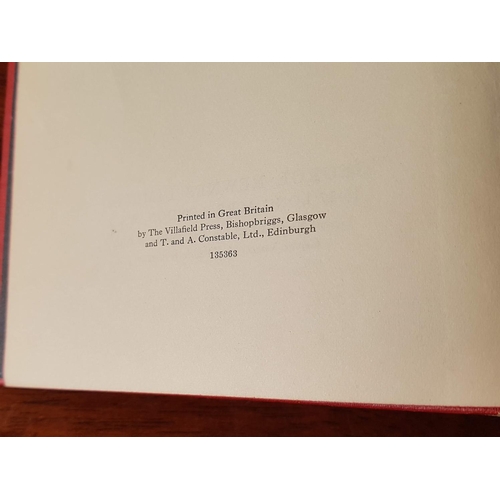 Printed in Great Britain
by The Villafield Press, Bishopbriggs, Glasgow
and T. and A. Constable, Ltd., Edinburgh
135363